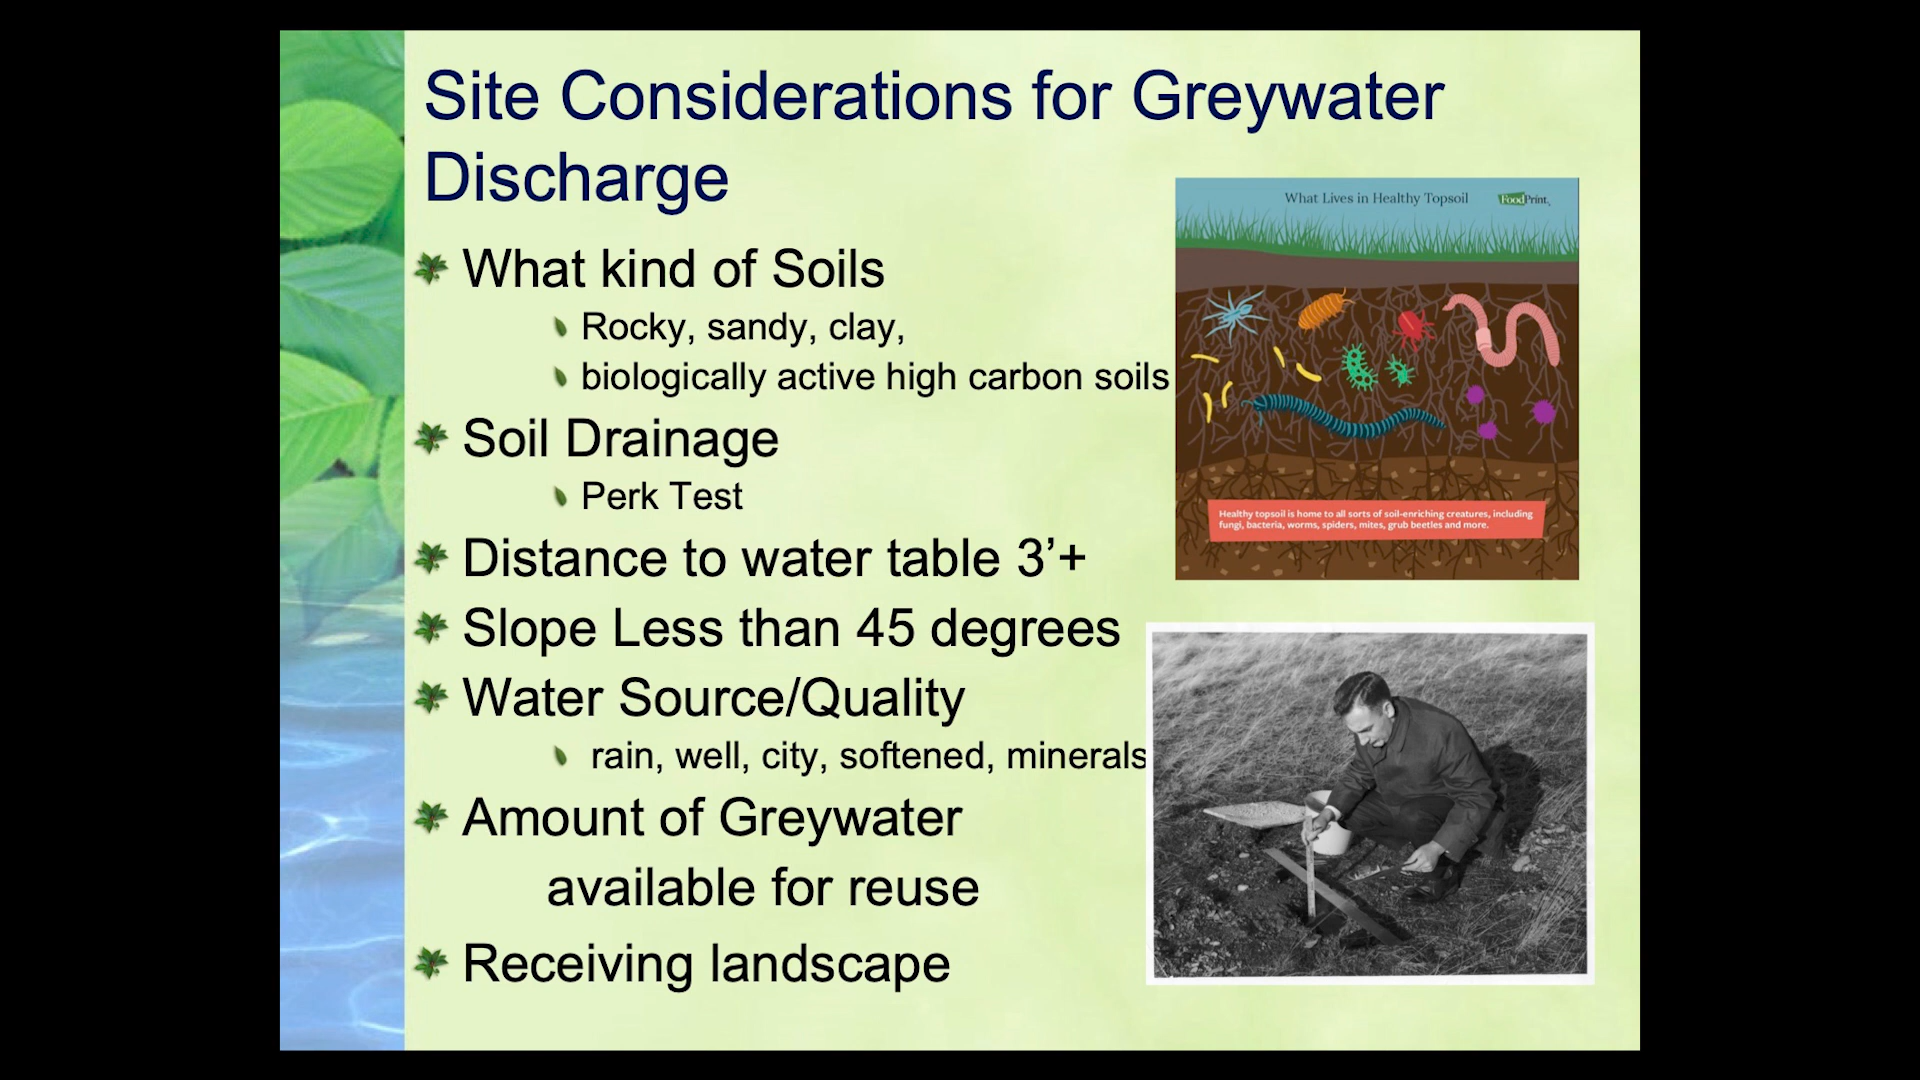 Site Considerations for Greywater
Discharge
What kind of Soils
Rocky, sandy, clay,
biologically active high carbon soils
Soil Drainage
Perk Test
Distance to water table 3’+
Slope Less than 45 degrees
Water Source/Quality
rain, well, city, softened, minerals
Amount of Greywater
available for reuse
Receiving landscape
What Lives in Healthy Topsoil
FoodPrint.
Healthy topsoil is home to all sorts of soil-enriching creatures, including
fungi, bacteria, worms, spiders, mites, grub beetles and more.